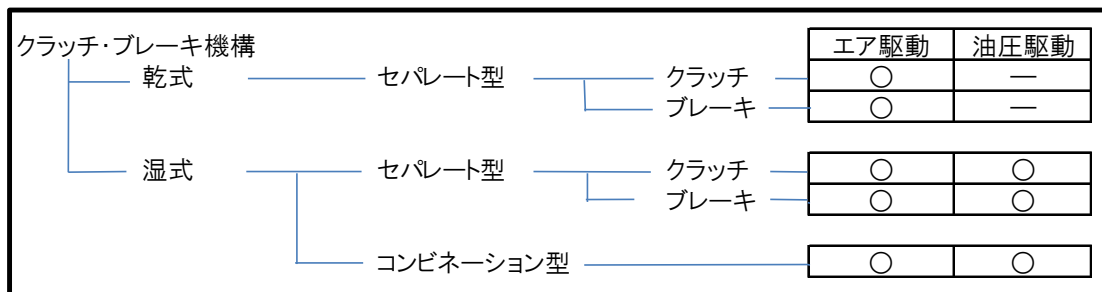 クラッチ・ブレーキ機構 エア駆動 油圧駆動
乾式 セパレート型 クラッチ ○ ―
ブレーキ ○ ―
湿式 セパレート型 クラッチ ○ ○
ブレーキ ○ ○
コンビネーション型 ○ ○